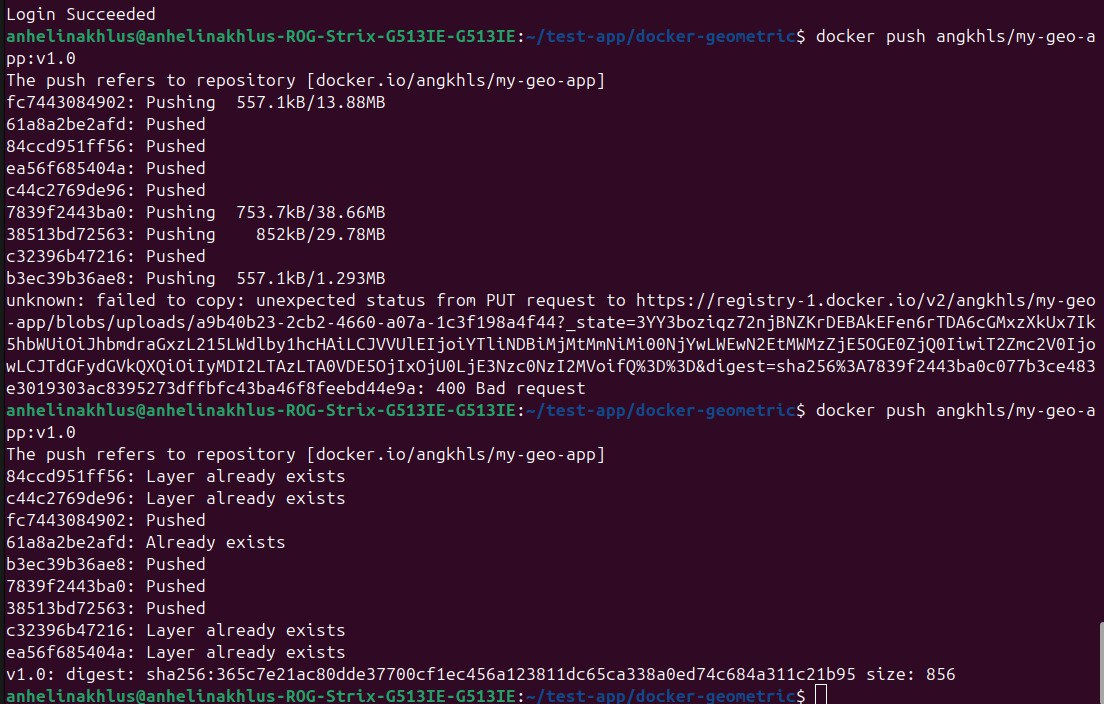 Login Succeeded
anhelinakhlus@anhelinakhlus-ROG-Strix-G513IE-G513IE:~/test-app/docker-geometric$ docker push angkhls/my-geo-a
pp:v1.0
The push refers to repository [docker.io/angkhls/my-geo-app]
fc7443084902: Pushing  557.1kB/13.88MB
61a8a2be2afd: Pushed
84ccd951ff56: Pushed
ea56f685404a: Pushed
c44c2769de96: Pushed
7839f2443ba0: Pushing  753.7kB/38.66MB
38513bd72563: Pushing    852kB/29.78MB
c32396b47216: Pushed
b3ec39b36ae8: Pushing  557.1kB/1.293MB
unknown: failed to copy: unexpected status from PUT request to https://registry-1.docker.io/v2/angkhls/my-geo
-app/blobs/uploads/a9b40b23-2cb2-4660-a07a-1c3f198a4f44?_state=3YY3boziqz72njBNZKrDEBAkEFen6rTDA6cGMxzXkUx7Ik
5hbWUiOiJhbmdraGxzL215LWdlby1hcHAiLCJVVUlEIjoiYTliNDBiMjMtMmNiMi00NjYwLWEwN2EtMWMzZjE5OGE0ZjQ0IiwiT2Zmc2V0Ijo
wLCJTdGFydGVkQXQiOiIyMDI2LTAzLTA0VDE5OjIxOjU0LjE3Nzc0NzI2MVoifQ%3D%3D&digest=sha256%3A7839f2443ba0c077b3ce483
e3019303ac8395273dffbfc43ba46f8feebd44e9a: 400 Bad request
anhelinakhlus@anhelinakhlus-ROG-Strix-G513IE-G513IE:~/test-app/docker-geometric$ docker push angkhls/my-geo-a
pp:v1.0
The push refers to repository [docker.io/angkhls/my-geo-app]
84ccd951ff56: Layer already exists
c44c2769de96: Layer already exists
fc7443084902: Pushed
61a8a2be2afd: Already exists
b3ec39b36ae8: Pushed
7839f2443ba0: Pushed
38513bd72563: Pushed
c32396b47216: Layer already exists
ea56f685404a: Layer already exists
v1.0: digest: sha256:365c7e21ac80dde37700cf1ec456a123811dc65ca338a0ed74c684a311c21b95 size: 856
anhelinakhlus@anhelinakhlus-ROG-Strix-G513IE-G513IE:~/test-app/docker-geometric$